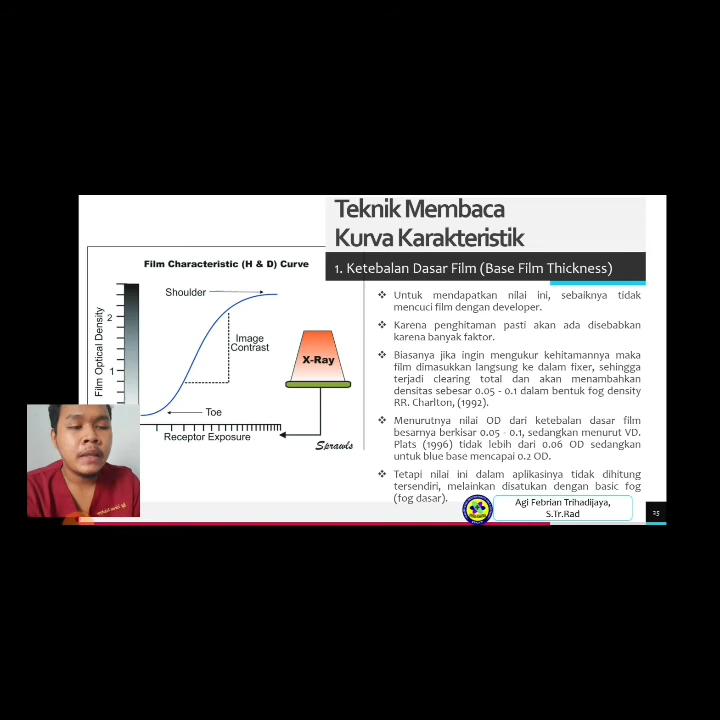 Teknik Membaca
Kurva Karakteristik
1. Ketebalan Dasar Film (Base Film Thickness)
Film Characteristic (H & D) Curve
Shoulder
Film Optical Density
2
1
Image
Contrast
X-Ray
Toe
Receptor Exposure
Sprawls
❖ Untuk mendapatkan nilai ini, sebaiknya tidak
mencuci film dengan developer.
❖ Karena penghitaman pasti akan ada disebabkan
karena banyak faktor.
❖ Biasanya jika ingin mengukur kehitamannya maka
film dimasukkan langsung ke dalam fixer, sehingga
terjadi clearing total dan akan menambahkan
densitas sebesar 0.05 - 0.1 dalam bentuk fog density
RR. Charlton, (1992).
❖ Menurutnya nilai OD dari ketebalan dasar film
besarnya berkisar 0.05 - 0.1, sedangkan menurut VD.
Plats (1996) tidak lebih dari 0.06 OD sedangkan
untuk blue base mencapai 0.2 OD.
❖ Tetapi nilai ini dalam aplikasinya tidak dihitung
tersendiri, melainkan disatukan dengan basic fog
(fog dasar).
Agi Febrian Trihadijaya,
S.Tr.Rad
25